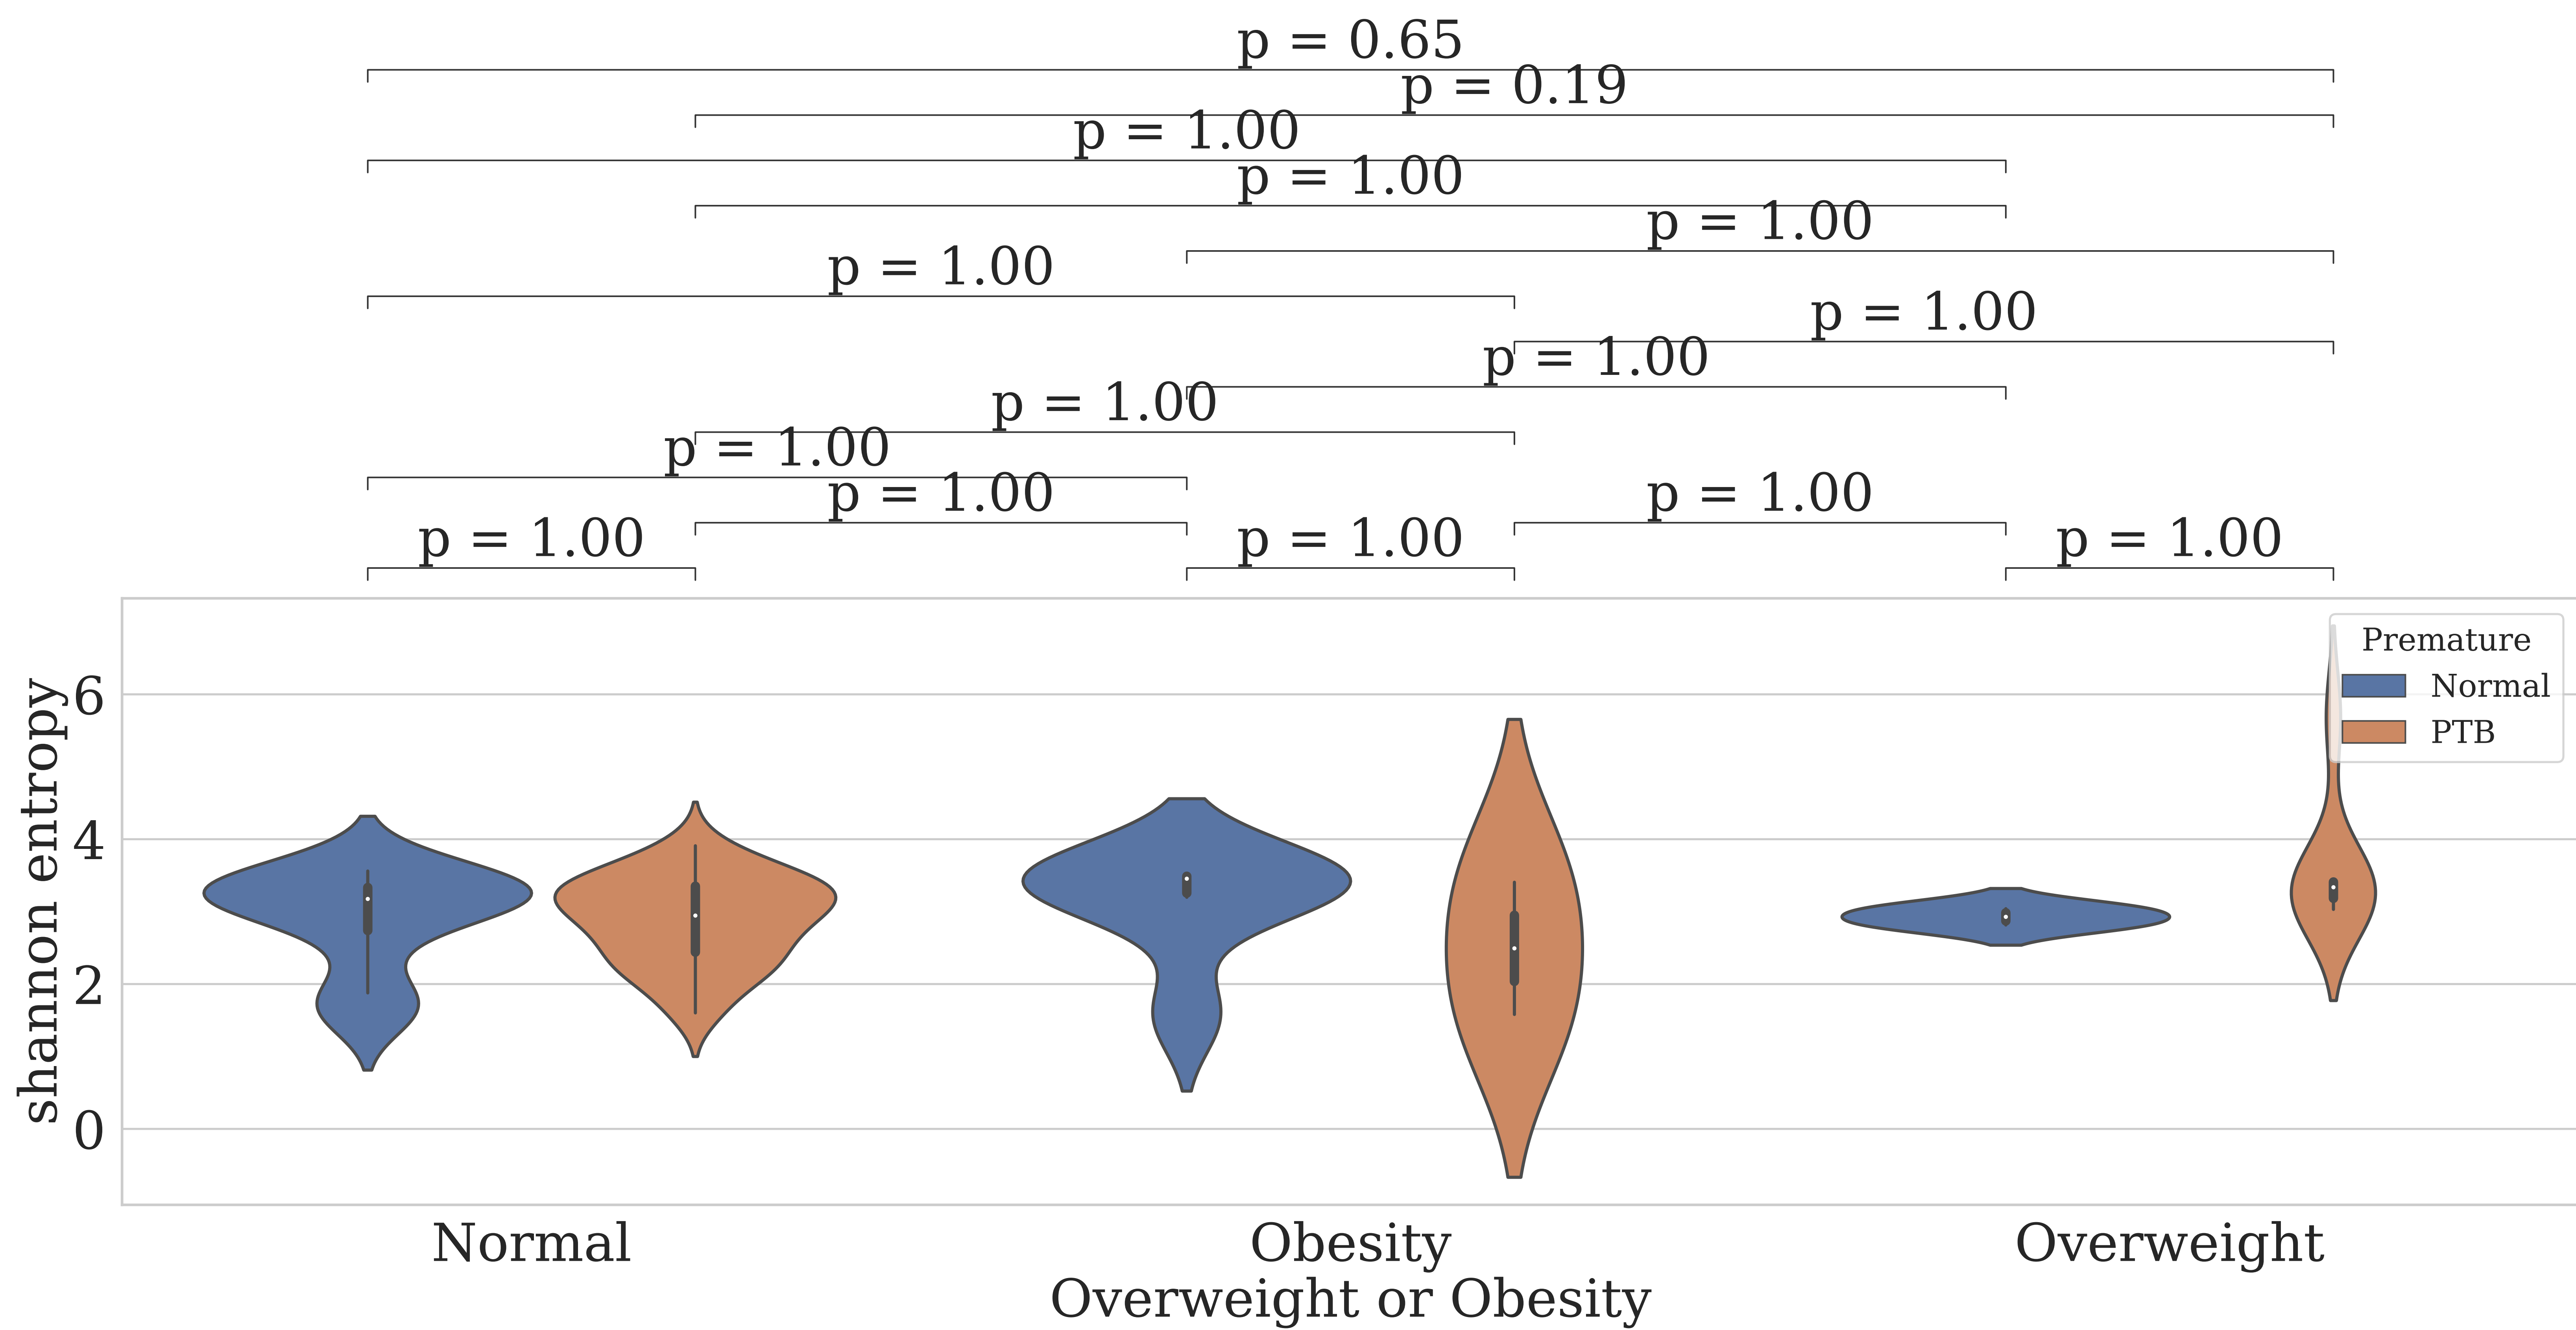 p = 0.65
p = 0.19
p = 1.00
p = 1.00
p = 1.00
p = 1.00
p = 1.00
p = 1.00
p = 1.00
p = 1.00
p = 1.00 p = 1.00
p = 1.00 p = 1.00 p = 1.00
Premature
Normal
PTB
shannon entropy
6
4
2
0
Normal Obesity Overweight
Overweight or Obesity